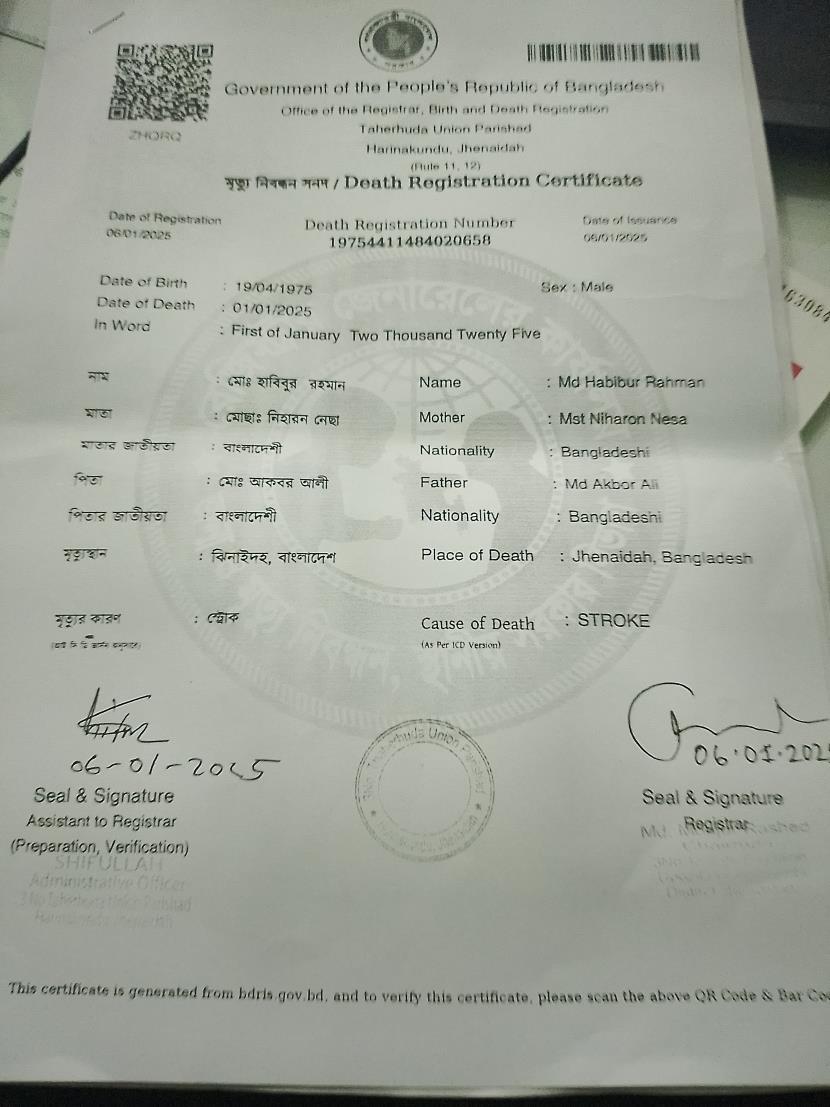 ZHORQ
Government of the People's Republic of Bangladesh
Office of the Registrar, Birth and Death Registration
Taherhuda Union Parishad
Harinakundu, Jhenaidah
(Rule 11, 12)
মৃত্যু নিবন্ধন সনদ / Death Registration Certificate
Date of Registration Death Registration Number Date of Issuance
06/01/2025 19754411484020658 06/01/2025
Date of Birth : 19/04/1975 Sex : Male
Date of Death : 01/01/2025
In Word : First of January Two Thousand Twenty Five
নাম : মোঃ হাবিবুর রহমান Name : Md Habibur Rahman
মাতা : মোছাঃ নিহারন নেছা Mother : Mst Niharon Nesa
মাতার জাতীয়তা : বাংলাদেশী Nationality : Bangladeshi
পিতা : মোঃ আকবর আলী Father : Md Akbor Ali
পিতার জাতীয়তা : বাংলাদেশী Nationality : Bangladeshi
মৃত্যুস্থান : ঝিনাইদহ, বাংলাদেশ Place of Death : Jhenaidah, Bangladesh
মৃত্যুর কারণ : স্ট্রোক Cause of Death : STROKE
(As Per ICD Version)
06-01-2025 06.01.202
Seal & Signature Seal & Signature
Assistant to Registrar Registrar
(Preparation, Verification)
SHIFULLAH
Administrative Officer
Taherhuda Union Parishad
This certificate is generated from bdris.gov.bd, and to verify this certificate, please scan the above QR Code & Bar Co
63084